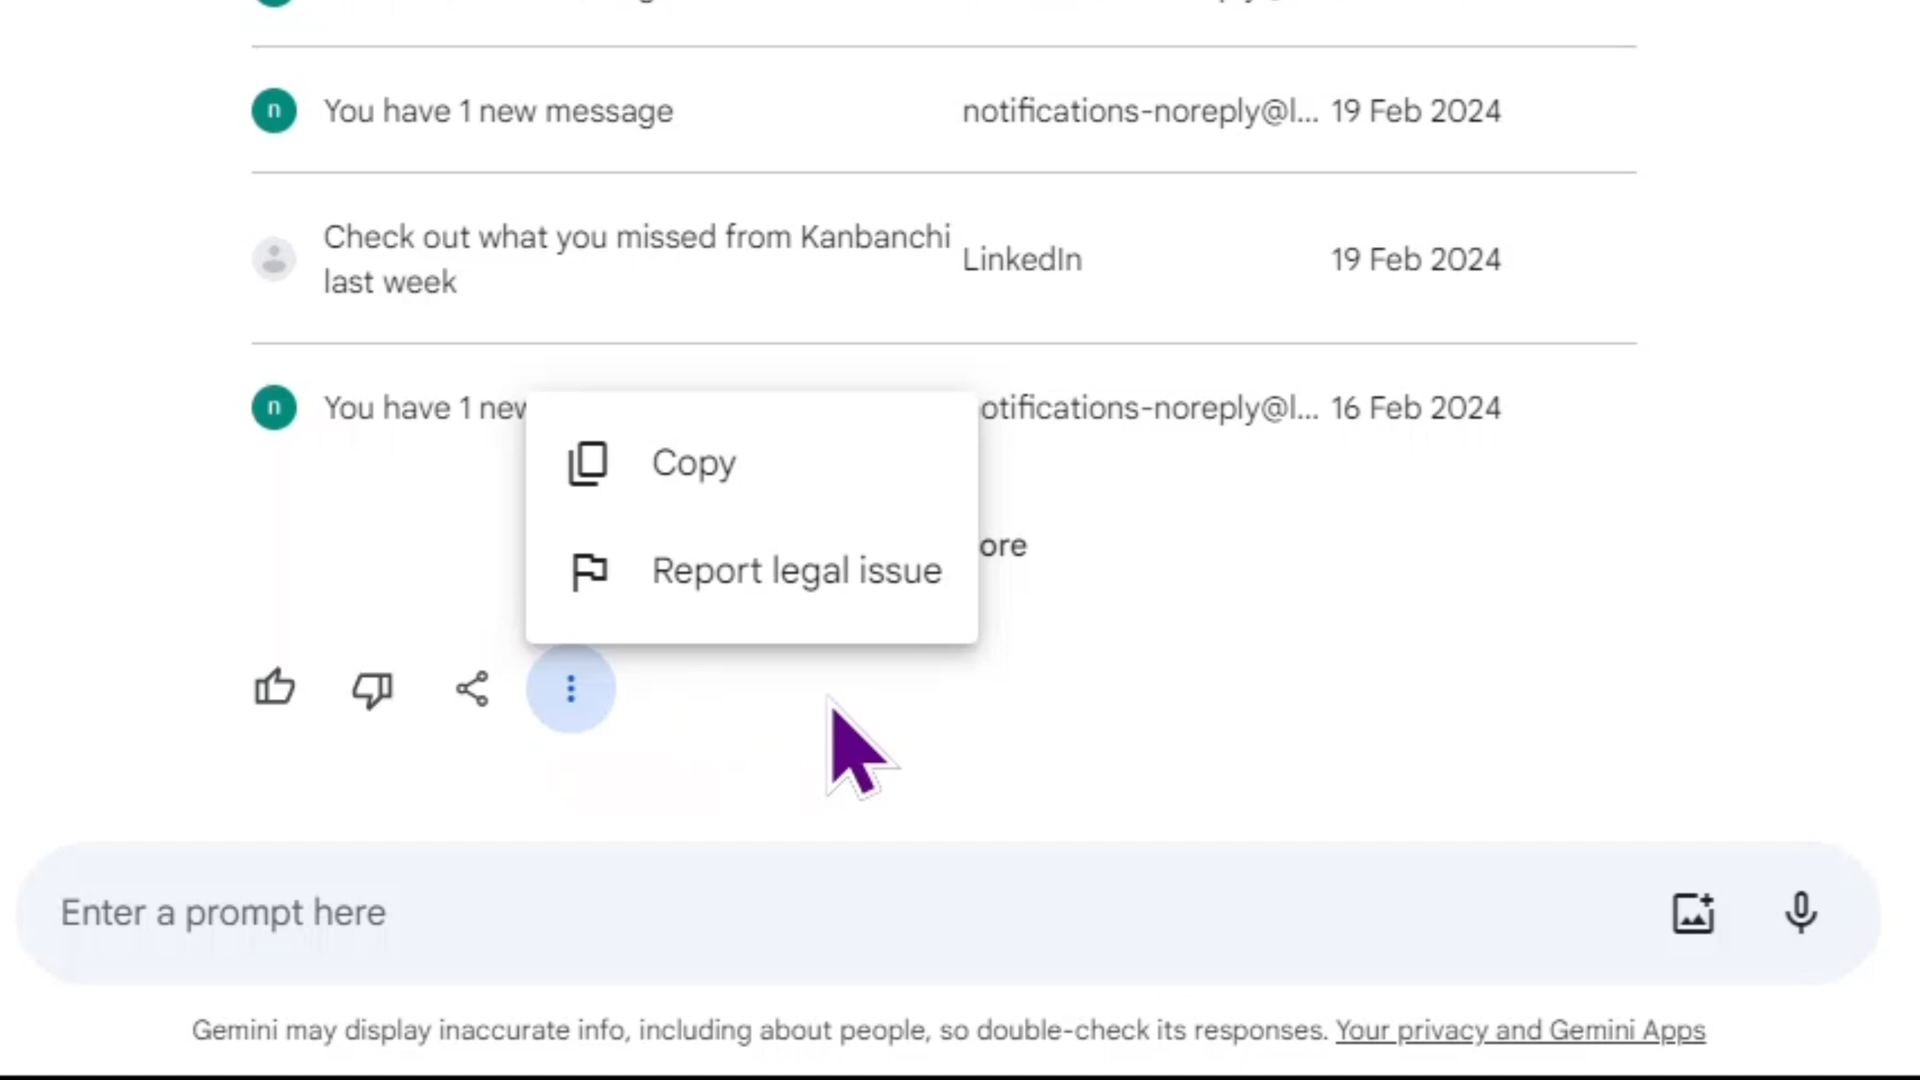 n You have 1 new message notifications-noreply@l... 19 Feb 2024
Check out what you missed from Kanbanchi
last week
LinkedIn 19 Feb 2024
n You have 1 new otifications-noreply@l... 16 Feb 2024
Copy
ore
Report legal issue
Enter a prompt here
Gemini may display inaccurate info, including about people, so double-check its responses. Your privacy and Gemini Apps